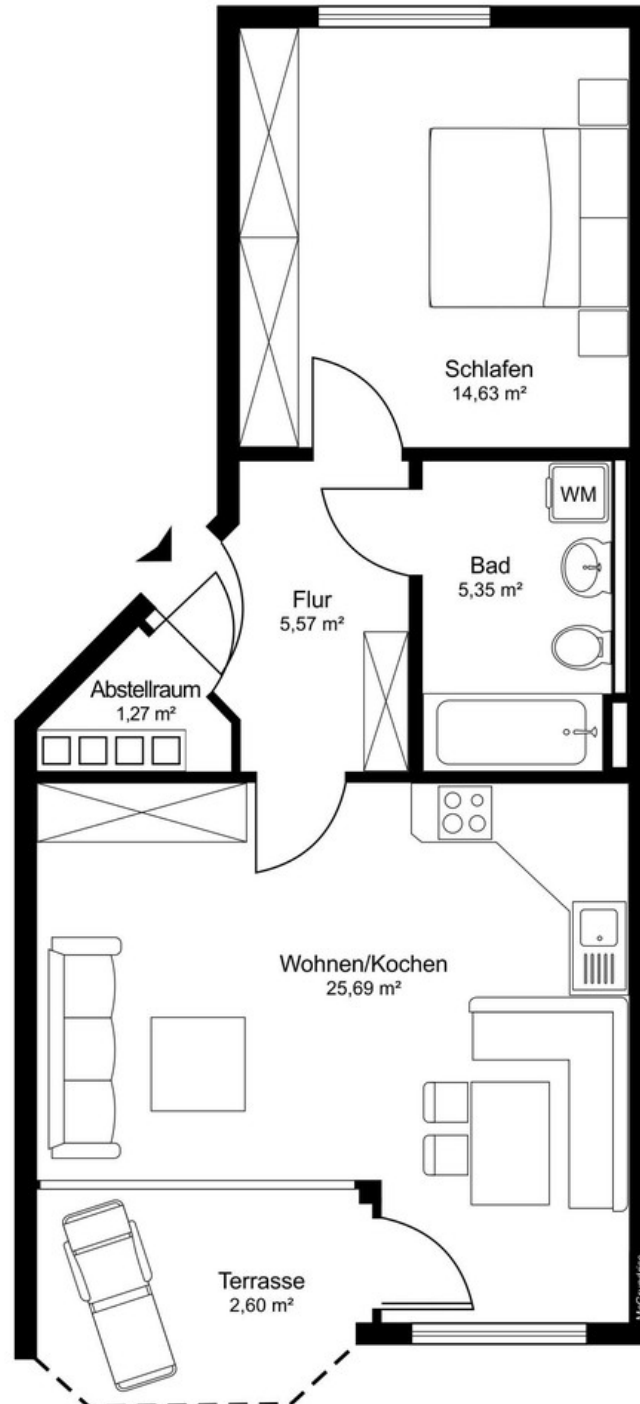 Schlafen
14,63 m²
WM
Bad
5,35 m²
Flur
5,57 m²
Abstellraum
1,27 m²
Wohnen/Kochen
25,69 m²
Terrasse
2,60 m²